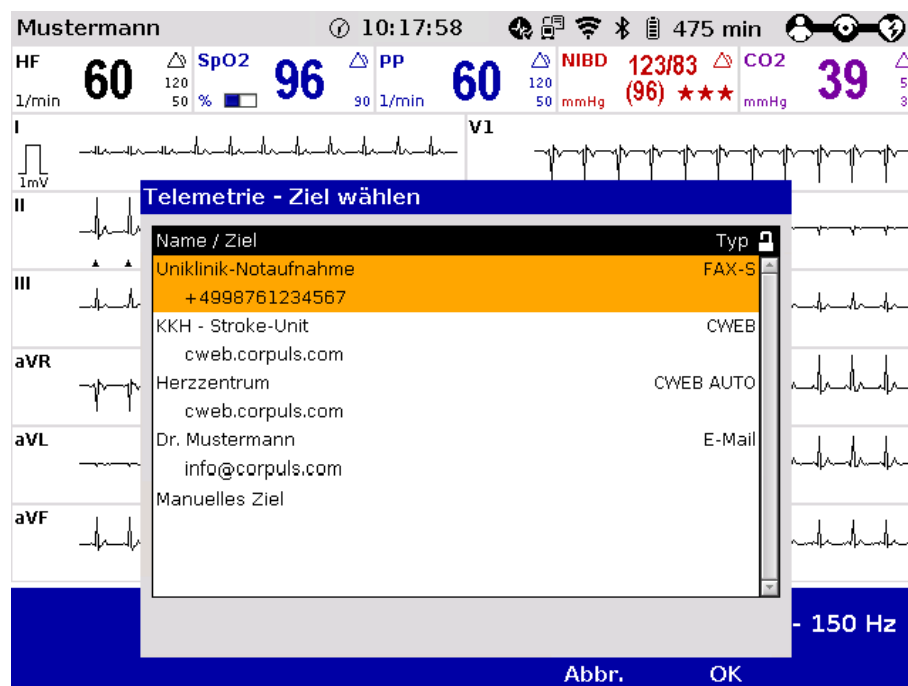 Mustermann 10:17:58 475 min
HF 60 120 SpO2 96 PP 60 120 NIBD 123/83 CO2 39 5
1/min 50 % 90 1/min 50 mmHg (96) ★★★ mmHg 3
I V1
1mV
Telemetrie - Ziel wählen
II
Name / Ziel Typ
Uniklinik-Notaufnahme FAX-S
+4998761234567
III
KKH - Stroke-Unit CWEB
cweb.corpuls.com
aVR
Herzzentrum CWEB AUTO
cweb.corpuls.com
aVL
Dr. Mustermann E-Mail
info@corpuls.com
Manuelles Ziel
aVF
- 150 Hz
Abbr. OK